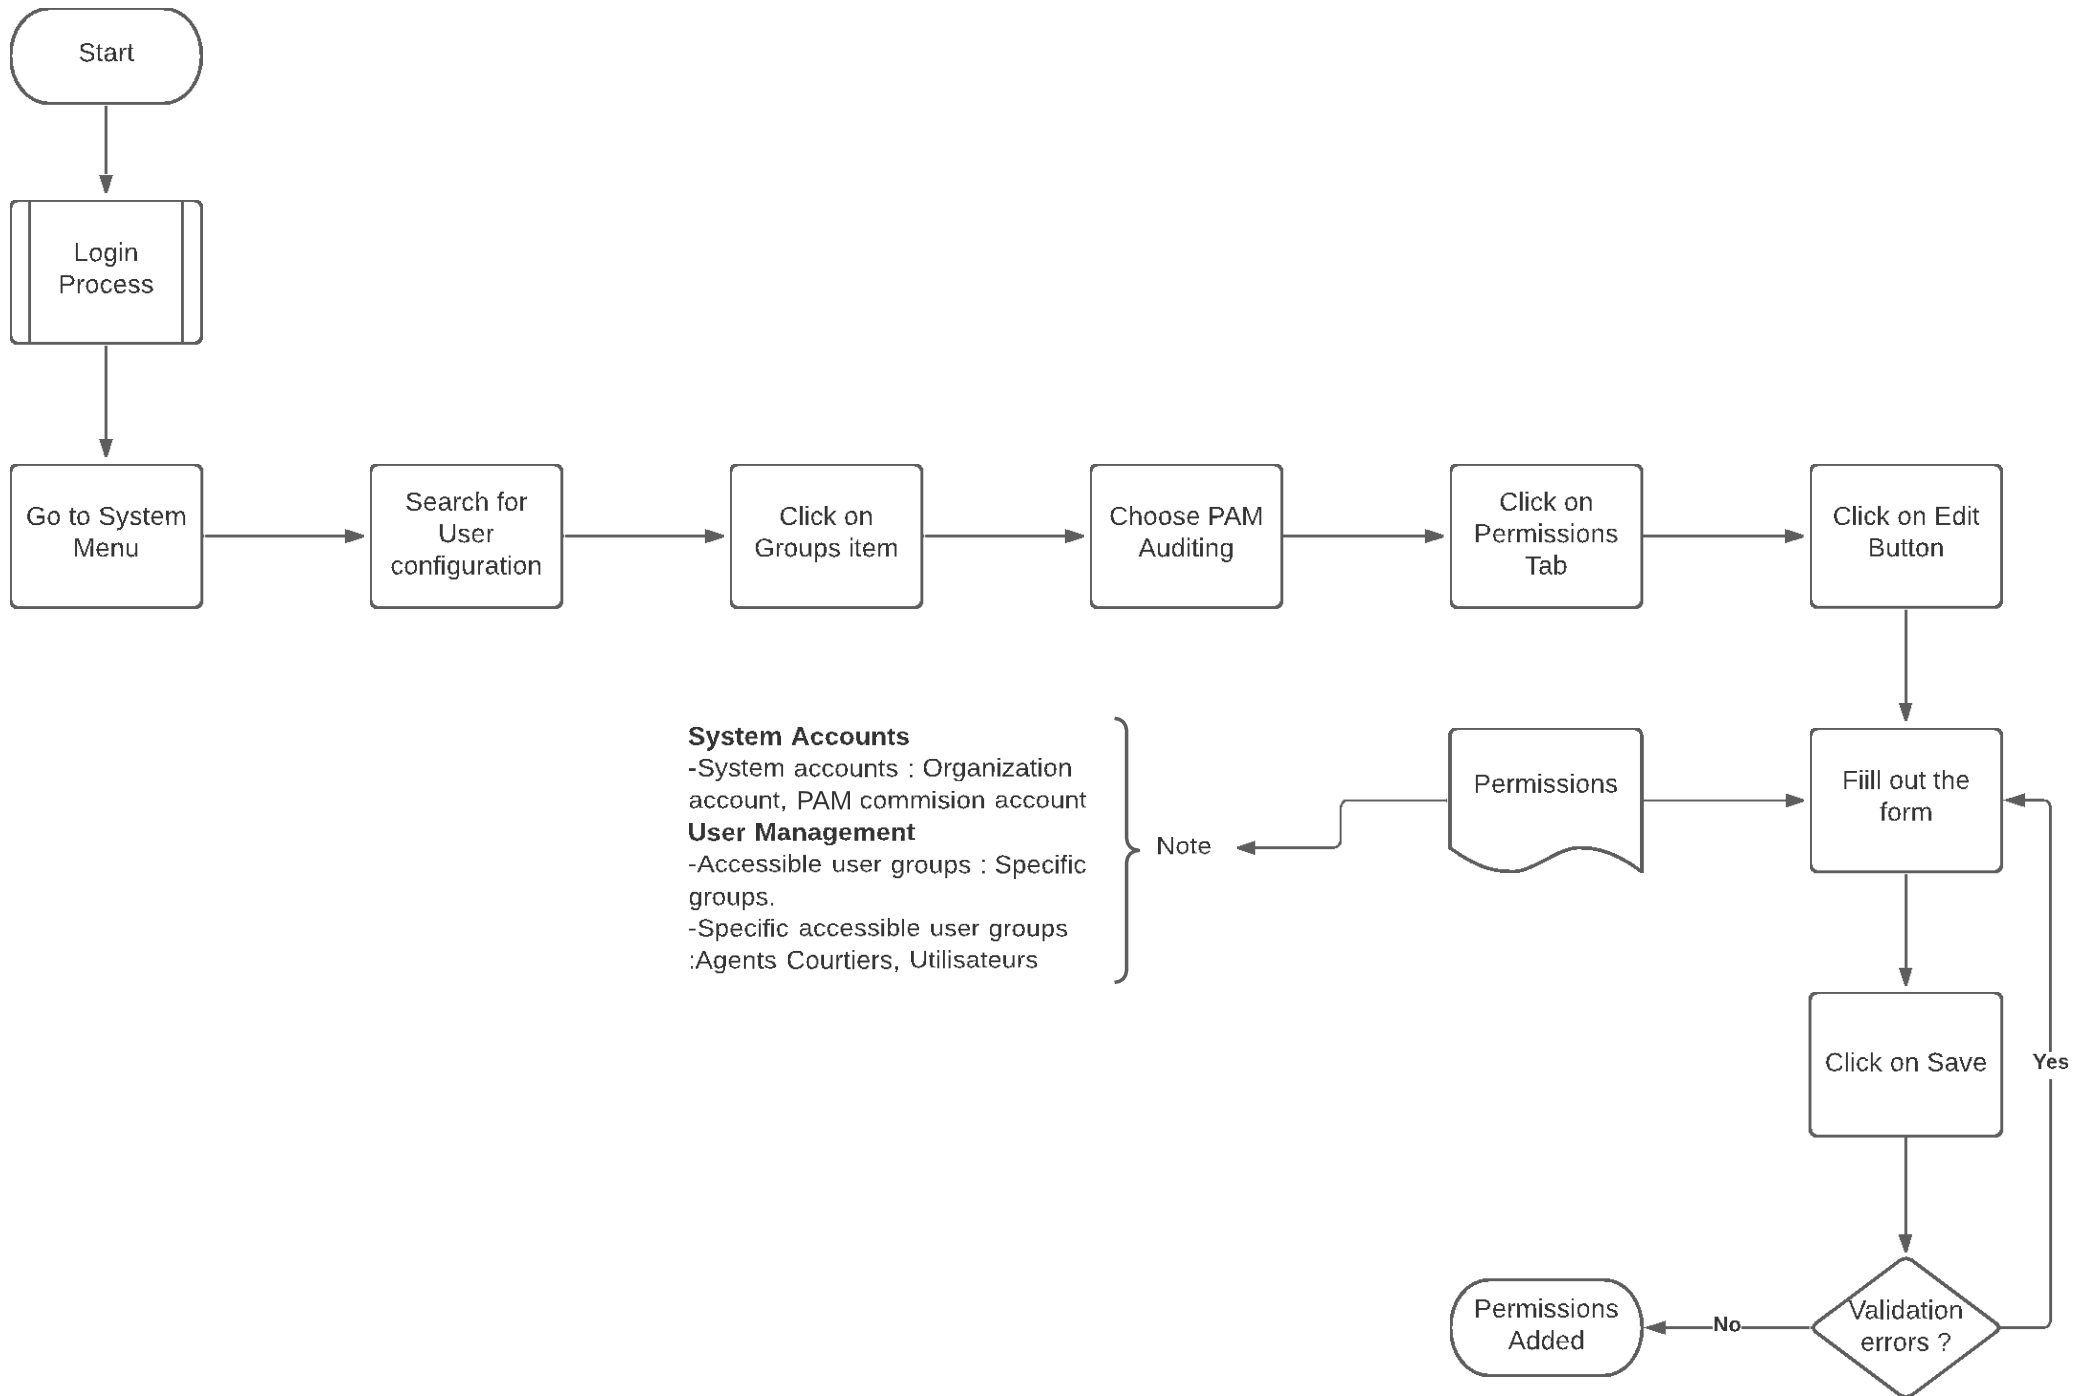 Start
Login
Process
Go to System
Menu
Search for
User
configuration
Click on
Groups item
Choose PAM
Auditing
Click on
Permissions
Tab
Click on Edit
Button
System Accounts
-System accounts : Organization
account, PAM commision account
User Management
-Accessible user groups : Specific
groups.
-Specific accessible user groups
:Agents Courtiers, Utilisateurs
Note
Permissions
Fiill out the
form
Click on Save
Yes
Validation
errors ?
No
Permissions
Added